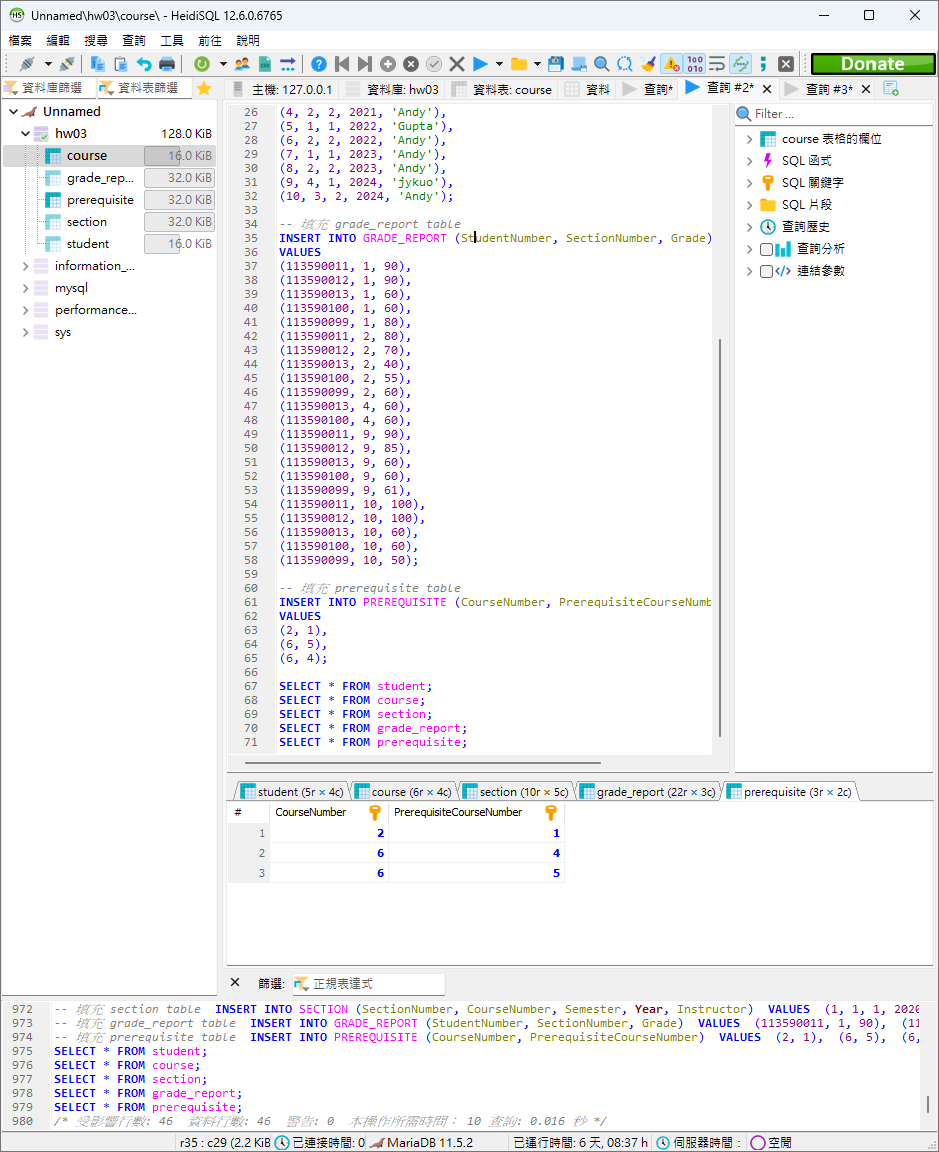 Unnamed\hw03\course\ - HeidiSQL 12.6.0.6765
檔案 編輯 搜尋 查詢 工具 前往 說明
Donate
資料庫篩選 資料表篩選 主機: 127.0.0.1 資料庫: hw03 資料表: course 資料 查詢* 查詢 #2* 查詢 #3*
Unnamed
hw03 128.0 KiB
course 16.0 KiB
grade_rep... 32.0 KiB
prerequisite 32.0 KiB
section 32.0 KiB
student 16.0 KiB
information_...
mysql
performance...
sys
26 (4, 2, 2, 2021, 'Andy'),
27 (5, 1, 1, 2022, 'Gupta'),
28 (6, 2, 2, 2022, 'Andy'),
29 (7, 1, 1, 2023, 'Andy'),
30 (8, 2, 2, 2023, 'Andy'),
31 (9, 4, 1, 2024, 'jykuo'),
32 (10, 3, 2, 2024, 'Andy');
33
34 -- 填充 grade_report table
35 INSERT INTO GRADE_REPORT (StudentNumber, SectionNumber, Grade)
36 VALUES
37 (113590011, 1, 90),
38 (113590012, 1, 90),
39 (113590013, 1, 60),
40 (113590100, 1, 60),
41 (113590099, 1, 80),
42 (113590011, 2, 80),
43 (113590012, 2, 70),
44 (113590013, 2, 40),
45 (113590100, 2, 55),
46 (113590099, 2, 60),
47 (113590013, 4, 60),
48 (113590100, 4, 60),
49 (113590011, 9, 90),
50 (113590012, 9, 85),
51 (113590013, 9, 60),
52 (113590100, 9, 60),
53 (113590099, 9, 61),
54 (113590011, 10, 100),
55 (113590012, 10, 100),
56 (113590013, 10, 60),
57 (113590100, 10, 60),
58 (113590099, 10, 50);
59
60 -- 填充 prerequisite table
61 INSERT INTO PREREQUISITE (CourseNumber, PrerequisiteCourseNumb
62 VALUES
63 (2, 1),
64 (6, 5),
65 (6, 4);
66
67 SELECT * FROM student;
68 SELECT * FROM course;
69 SELECT * FROM section;
70 SELECT * FROM grade_report;
71 SELECT * FROM prerequisite;
Filter ...
course 表格的欄位
SQL 函式
SQL 關鍵字
SQL 片段
查詢歷史
查詢分析
連結參數
student (5r × 4c) course (6r × 4c) section (10r × 5c) grade_report (22r × 3c) prerequisite (3r × 2c)
# CourseNumber PrerequisiteCourseNumber
1 2 1
2 6 4
3 6 5
篩選: 正規表達式
972 -- 填充 section table INSERT INTO SECTION (SectionNumber, CourseNumber, Semester, Year, Instructor) VALUES (1, 1, 1, 2020
973 -- 填充 grade_report table INSERT INTO GRADE_REPORT (StudentNumber, SectionNumber, Grade) VALUES (113590011, 1, 90), (11
974 -- 填充 prerequisite table INSERT INTO PREREQUISITE (CourseNumber, PrerequisiteCourseNumber) VALUES (2, 1), (6, 5), (6,
975 SELECT * FROM student;
976 SELECT * FROM course;
977 SELECT * FROM section;
978 SELECT * FROM grade_report;
979 SELECT * FROM prerequisite;
980 /* 受影響行數: 46 資料行數: 46 警告: 0 本操作所需時間： 10 查詢: 0.016 秒 */
r35 : c29 (2.2 KiB 已連接時間: 0 MariaDB 11.5.2 已運行時間: 6 天, 08:37 h 伺服器時間： 空閒